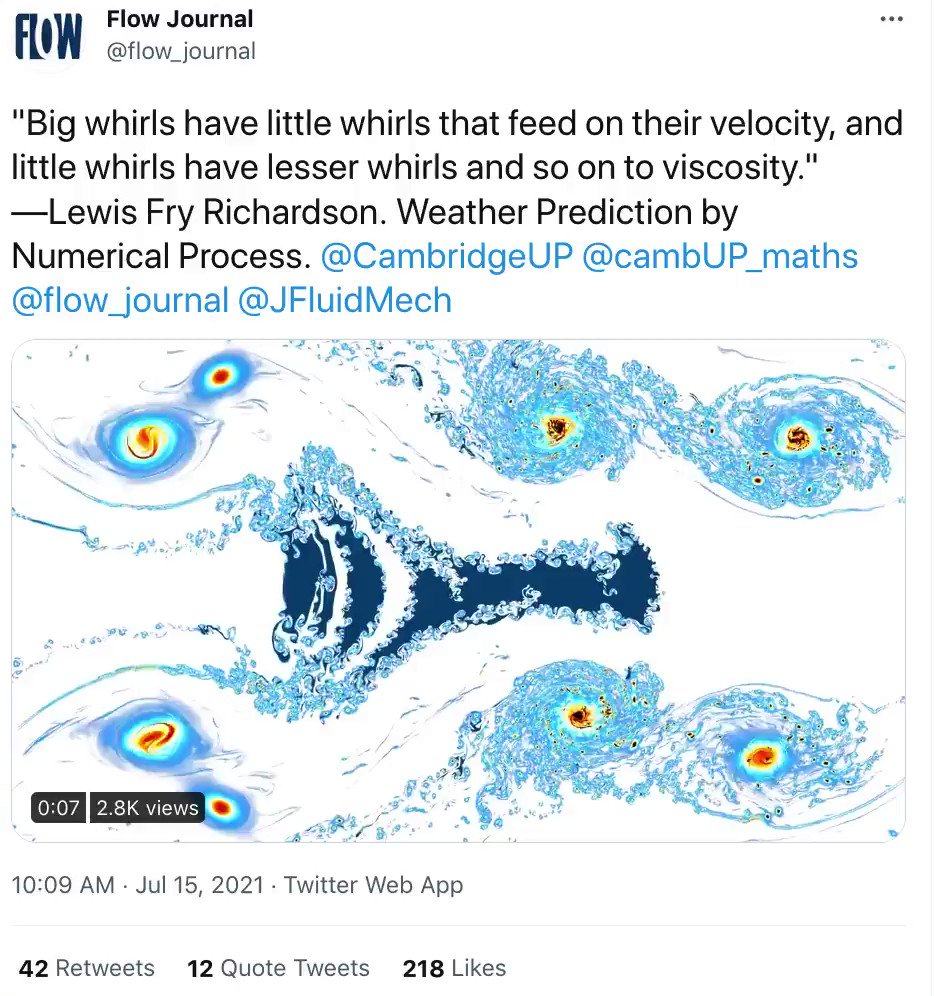 FLOW
Flow Journal
@flow_journal
"Big whirls have little whirls that feed on their velocity, and
little whirls have lesser whirls and so on to viscosity."
—Lewis Fry Richardson. Weather Prediction by
Numerical Process. @CambridgeUP @cambUP_maths
@flow_journal @JFluidMech
0:07 2.8K views
10:09 AM · Jul 15, 2021 · Twitter Web App
42 Retweets 12 Quote Tweets 218 Likes